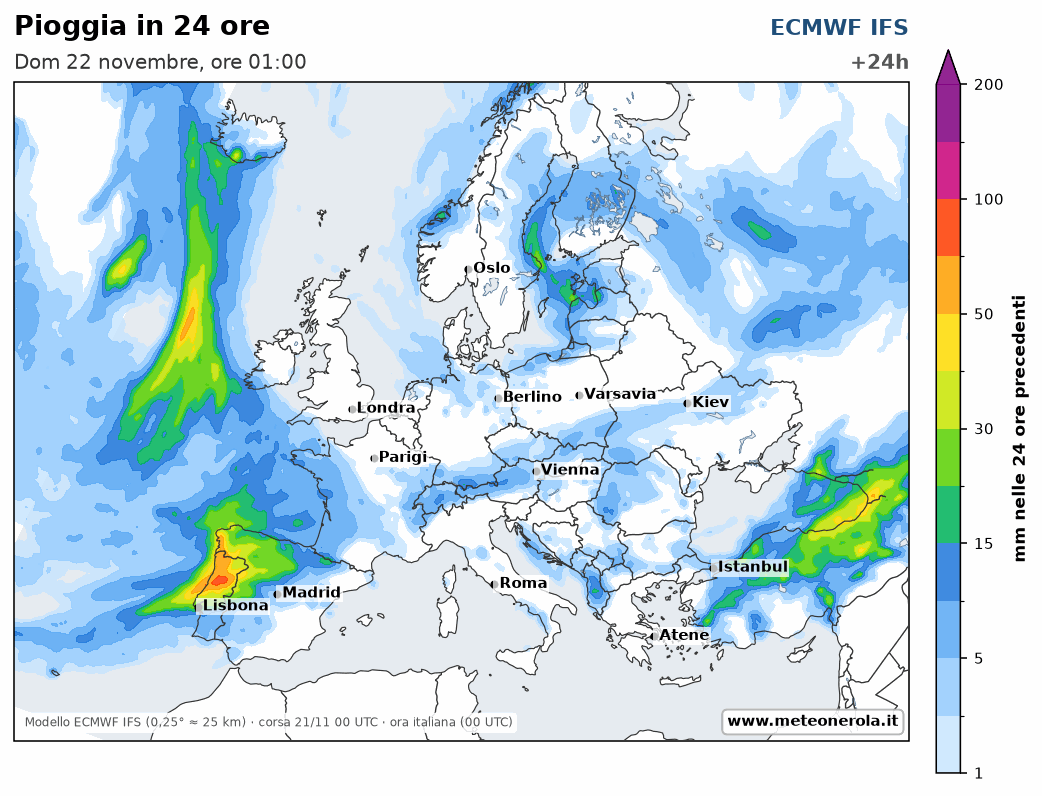 Pioggia in 24 ore
ECMWF IFS
Dom 22 novembre, ore 01:00
+24h
200
100
50
30
15
5
1
mm nelle 24 ore precedenti
Oslo
Berlino
Varsavia
Kiev
Londra
Parigi
Vienna
Istanbul
Roma
Madrid
Lisbona
Atene
Modello ECMWF IFS (0,25° ≈ 25 km) · corsa 21/11 00 UTC · ora italiana (00 UTC)
www.meteonerola.it